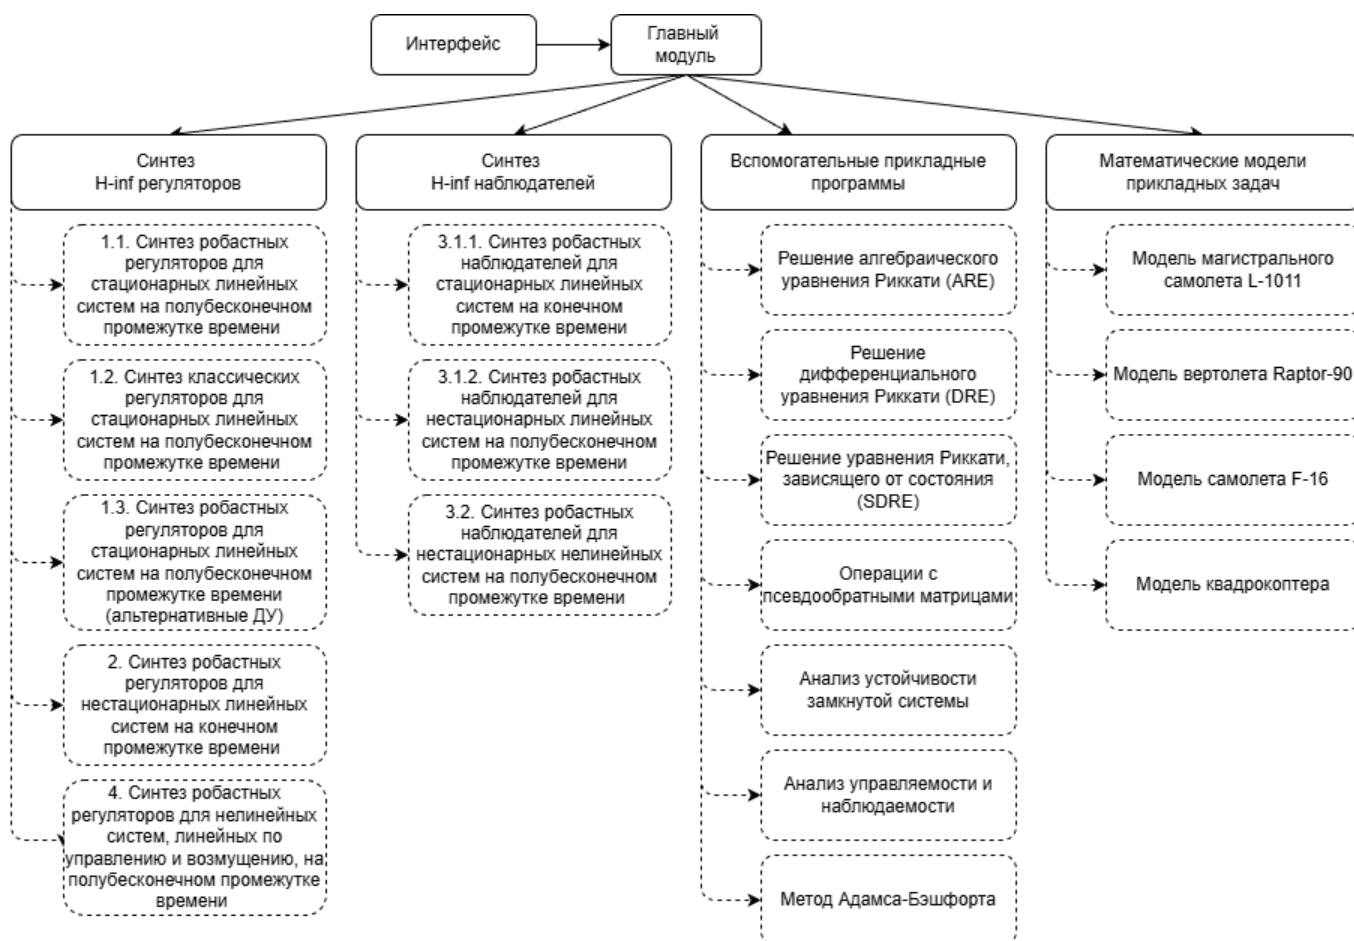 Интерфейс
Главный
модуль
Синтез
H-inf регуляторов
1.1. Синтез робастных
регуляторов для
стационарных линейных
систем на полубесконечном
промежутке времени
1.2. Синтез классических
регуляторов для
стационарных линейных
систем на полубесконечном
промежутке времени
1.3. Синтез робастных
регуляторов для
стационарных линейных
систем на полубесконечном
промежутке времени
(альтернативные ДУ)
2. Синтез робастных
регуляторов для
нестационарных линейных
систем на конечном
промежутке времени
4. Синтез робастных
регуляторов для нелинейных
систем, линейных по
управлению и возмущению, на
полубесконечном промежутке
времени
Синтез
H-inf наблюдателей
3.1.1. Синтез робастных
наблюдателей для
стационарных линейных
систем на конечном
промежутке времени
3.1.2. Синтез робастных
наблюдателей для
нестационарных линейных
систем на полубесконечном
промежутке времени
3.2. Синтез робастных
наблюдателей для
нестационарных нелинейных
систем на полубесконечном
промежутке времени
Вспомогательные прикладные
программы
Решение алгебраического
уравнения Риккати (ARE)
Решение
дифференциального
уравнения Риккати (DRE)
Решение уравнения Риккати,
зависящего от состояния
(SDRE)
Операции с
псевдообратными матрицами
Анализ устойчивости
замкнутой системы
Анализ управляемости и
наблюдаемости
Метод Адамса-Бэшфорта
Математические модели
прикладных задач
Модель магистрального
самолета L-1011
Модель вертолета Raptor-90
Модель самолета F-16
Модель квадрокоптера